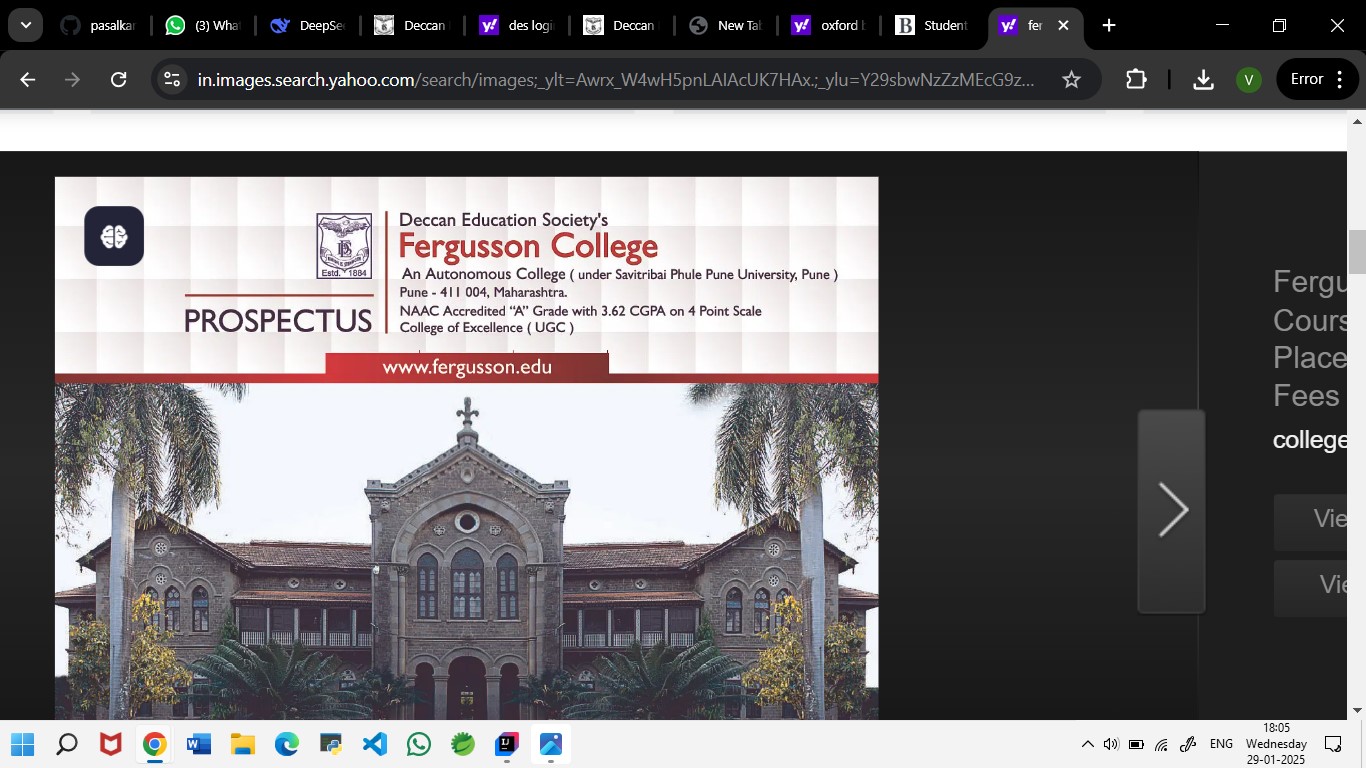 pasalkar
(3) Wha
DeepSe
Deccan
des logi
Deccan
New Tab
oxford b
Student
fer
in.images.search.yahoo.com/search/images;_ylt=Awrx_W4wH5pnLAIAcUK7HAx.;_ylu=Y29sbwNzZzMEcG9z...
V
Error
Deccan Education Society's
Fergusson College
An Autonomous College ( under Savitribai Phule Pune University, Pune )
Pune - 411 004, Maharashtra.
NAAC Accredited “A” Grade with 3.62 CGPA on 4 Point Scale
College of Excellence ( UGC )
Estd. 1884
PROSPECTUS
www.fergusson.edu
Fergu
Cours
Place
Fees
college
Vie
Vie
ENG
18:05
Wednesday
29-01-2025